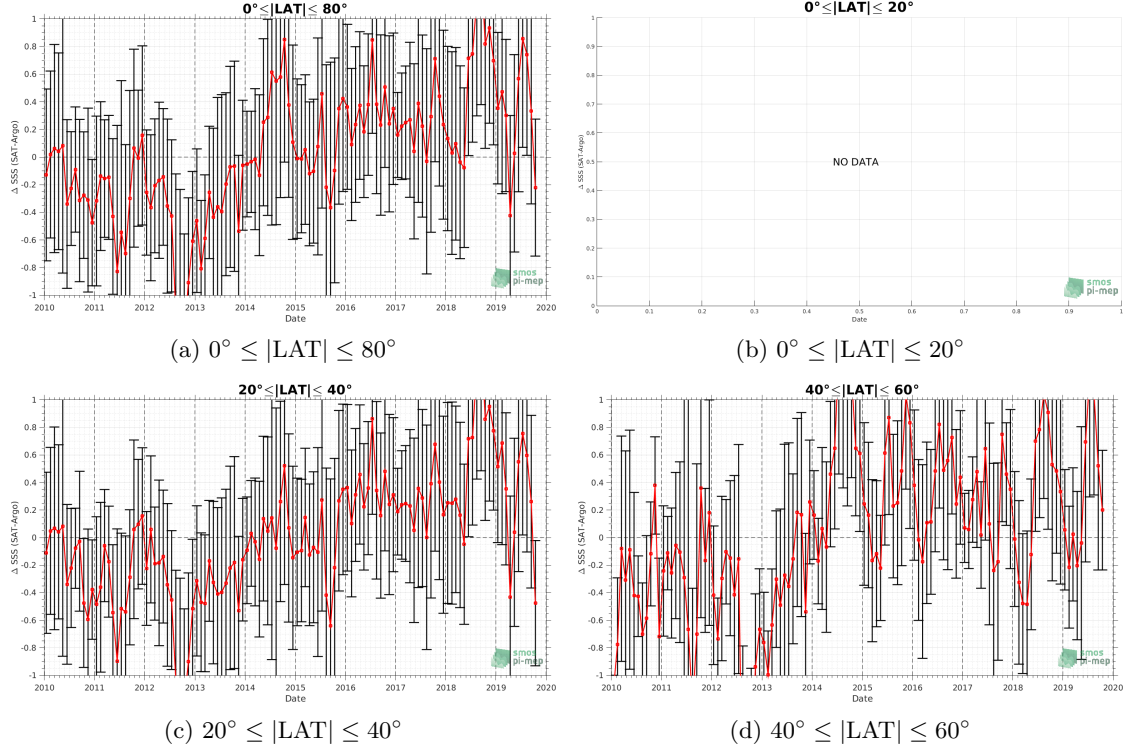 0°≤|LAT|≤ 80°
Δ SSS (SAT-Argo)
1
0.8
0.6
0.4
0.2
0
-0.2
-0.4
-0.6
-0.8
-1
2010 2011 2012 2013 2014 2015 2016 2017 2018 2019 2020
Date
smos
pi-mep
(a) 0° ≤ |LAT| ≤ 80°
0°≤|LAT|≤ 20°
Δ SSS (SAT-Argo)
1
0.9
0.8
0.7
0.6
0.5
0.4
0.3
0.2
0.1
0
NO DATA
0 0.1 0.2 0.3 0.4 0.5 0.6 0.7 0.8 0.9 1
Date
smos
pi-mep
(b) 0° ≤ |LAT| ≤ 20°
20°≤|LAT|≤ 40°
Δ SSS (SAT-Argo)
1
0.8
0.6
0.4
0.2
0
-0.2
-0.4
-0.6
-0.8
-1
2010 2011 2012 2013 2014 2015 2016 2017 2018 2019 2020
Date
smos
pi-mep
(c) 20° ≤ |LAT| ≤ 40°
40°≤|LAT|≤ 60°
Δ SSS (SAT-Argo)
1
0.8
0.6
0.4
0.2
0
-0.2
-0.4
-0.6
-0.8
-1
2010 2011 2012 2013 2014 2015 2016 2017 2018 2019 2020
Date
smos
pi-mep
(d) 40° ≤ |LAT| ≤ 60°